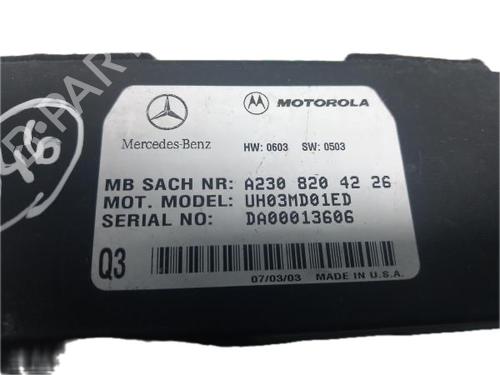 MOTOROLA
Mercedes-Benz HW: 0603 SW: 0503
MB SACH NR: A230 820 42 26
MOT. MODEL: UH03MD01ED
SERIAL NO: DA00013606
Q3
07/03/03 MADE IN U.S.A.